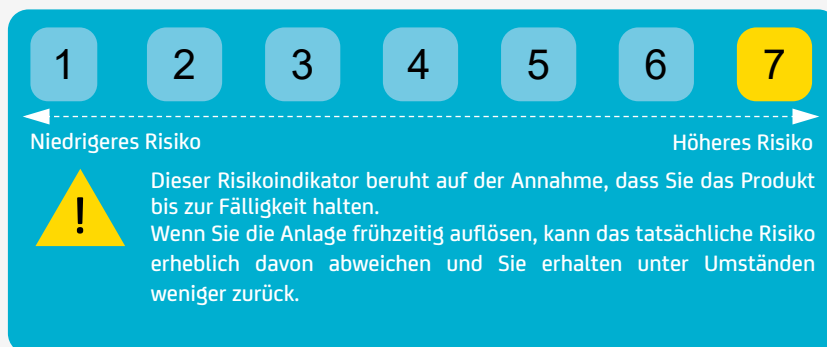 1 2 3 4 5 6 7
Niedrigeres Risiko Höheres Risiko
!
Dieser Risikoindikator beruht auf der Annahme, dass Sie das Produkt
bis zur Fälligkeit halten.
Wenn Sie die Anlage frühzeitig auflösen, kann das tatsächliche Risiko
erheblich davon abweichen und Sie erhalten unter Umständen
weniger zurück.